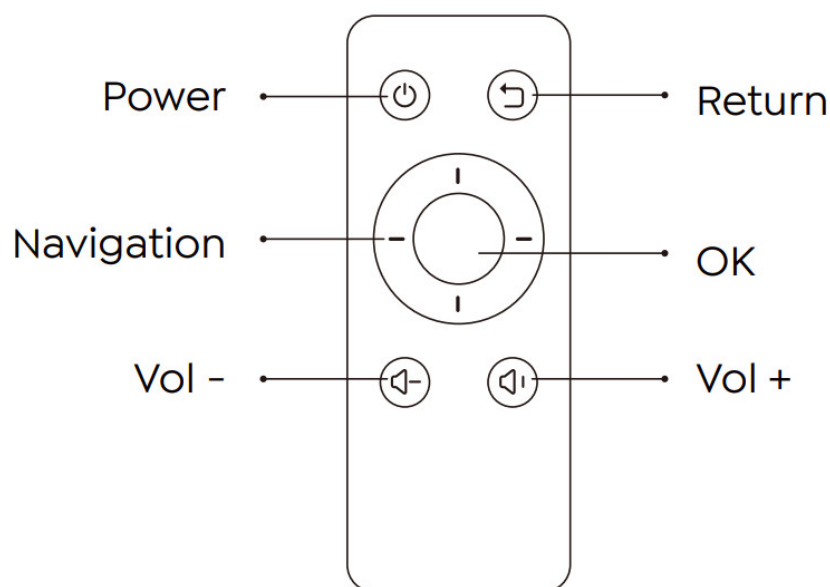 Power
Return
Navigation
OK
Vol -
Vol +